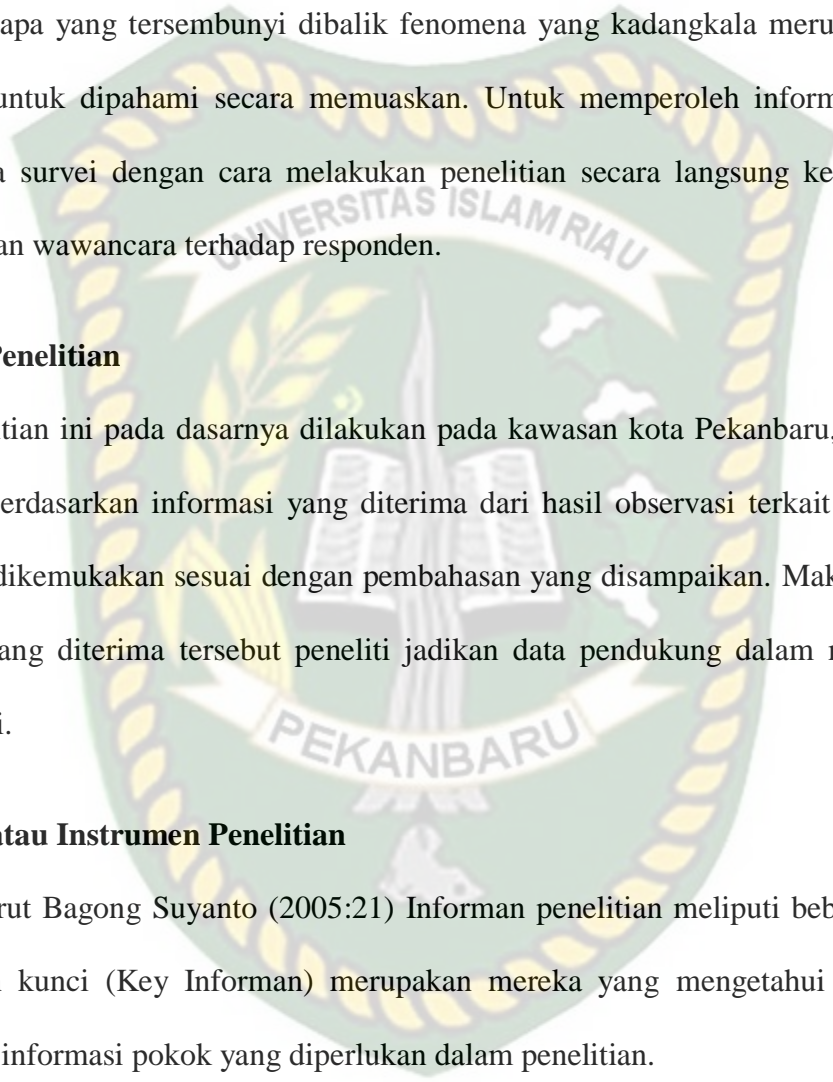 apa yang tersembunyi dibalik fenomena yang kadangkala meru
untuk dipahami secara memuaskan. Untuk memperoleh inform
survei dengan cara melakukan penelitian secara langsung ke
an wawancara terhadap responden.
UNIVERSITAS ISLAM RIAU
Penelitian
itian ini pada dasarnya dilakukan pada kawasan kota Pekanbaru,
erdasarkan informasi yang diterima dari hasil observasi terkait
dikemukakan sesuai dengan pembahasan yang disampaikan. Mak
ang diterima tersebut peneliti jadikan data pendukung dalam
i.
PEKANBARU
atau Instrumen Penelitian
rut Bagong Suyanto (2005:21) Informan penelitian meliputi beb
kunci (Key Informan) merupakan mereka yang mengetahui
informasi pokok yang diperlukan dalam penelitian.